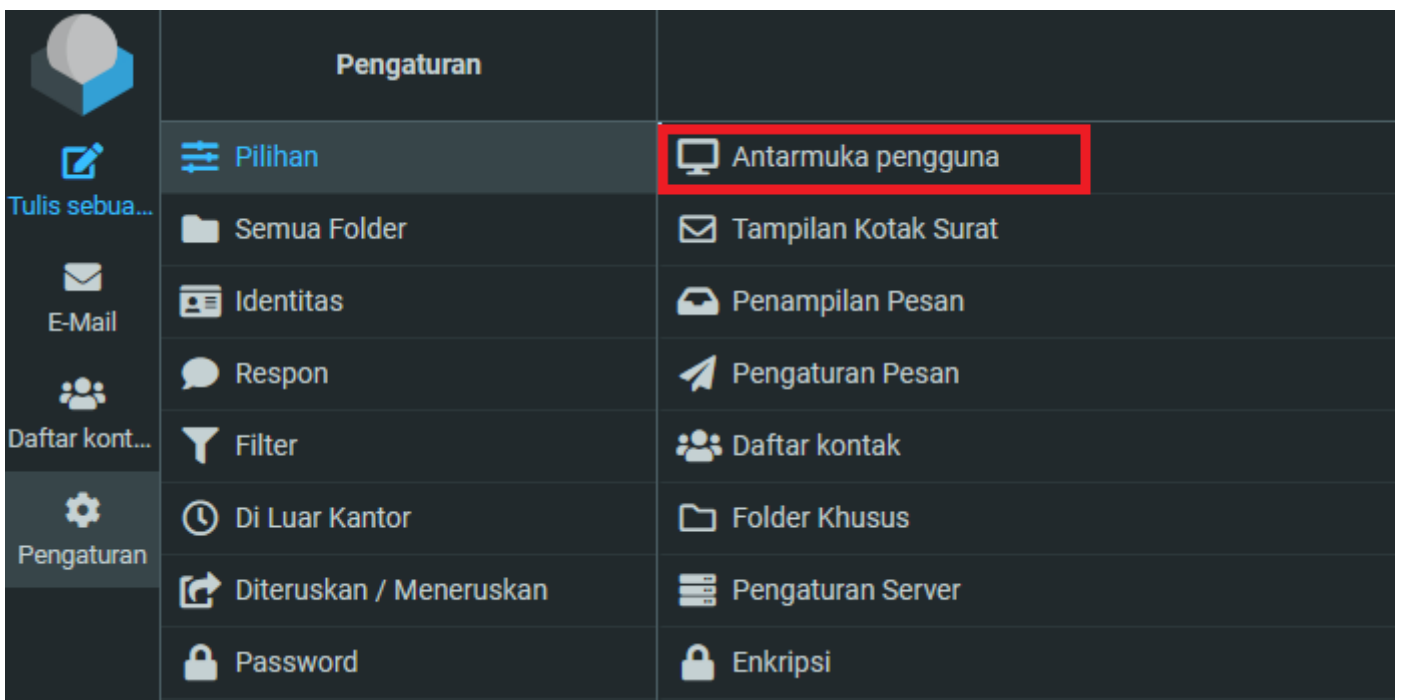 Pengaturan
Tulis sebua...
E-Mail
Daftar kont...
Pengaturan
Pilihan
Semua Folder
Identitas
Respon
Filter
Di Luar Kantor
Diteruskan / Meneruskan
Password
Antarmuka pengguna
Tampilan Kotak Surat
Penampilan Pesan
Pengaturan Pesan
Daftar kontak
Folder Khusus
Pengaturan Server
Enkripsi